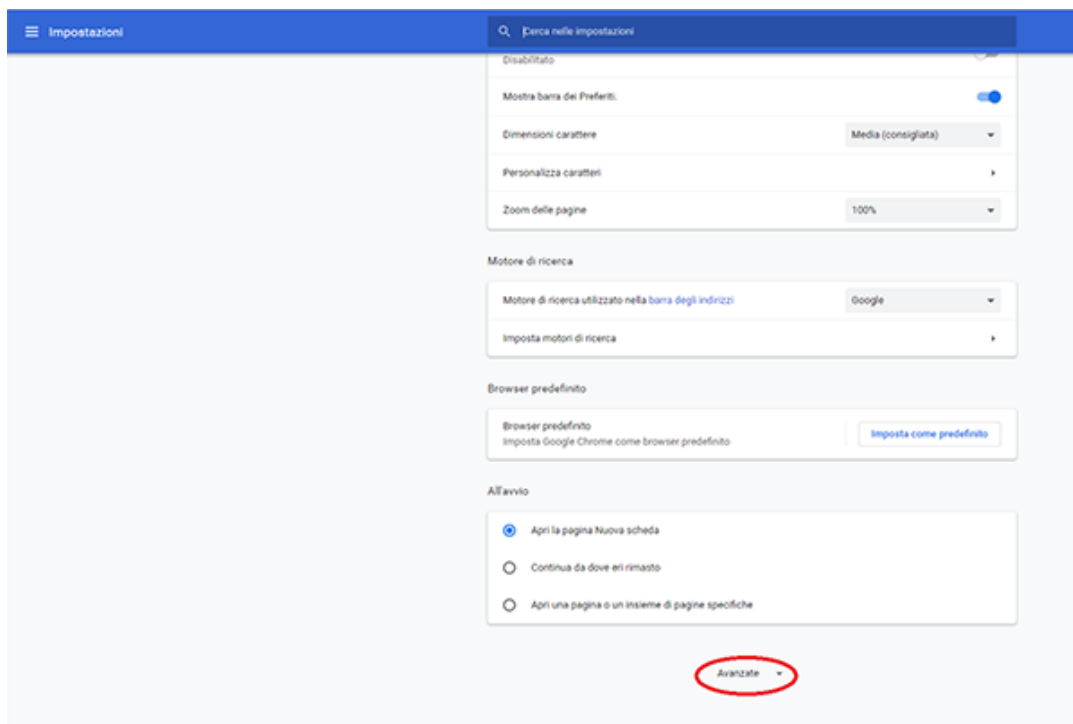 Impostazioni
Cerca nelle impostazioni
Disabilitato
Mostra barra dei Preferiti.
Dimensioni carattere Media (consigliata)
Personalizza caratteri
Zoom delle pagine 100%
Motore di ricerca
Motore di ricerca utilizzato nella barra degli indirizzi Google
Imposta motori di ricerca
Browser predefinito
Browser predefinito
Imposta Google Chrome come browser predefinito
Imposta come predefinito
All'avvio
Apri la pagina Nuova scheda
Continua da dove eri rimasto
Apri una pagina o un insieme di pagine specifiche
Avanzate